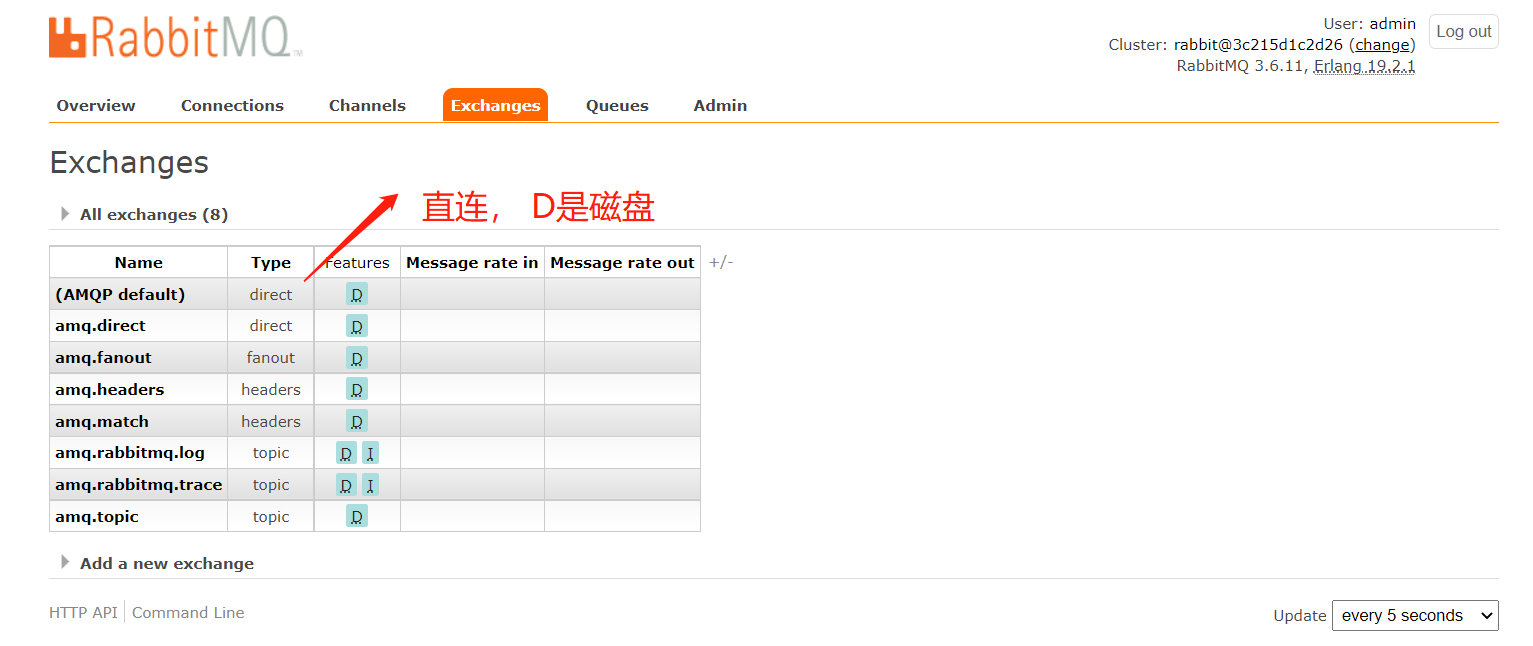 RabbitMQ™
User: admin
Cluster: rabbit@3c215d1c2d26 (change)
RabbitMQ 3.6.11, Erlang 19.2.1
Log out
Overview Connections Channels Exchanges Queues Admin
Exchanges
直连， D是磁盘
All exchanges (8)
Name Type Features Message rate in Message rate out +/-
(AMQP default) direct D
amq.direct direct D
amq.fanout fanout D
amq.headers headers D
amq.match headers D
amq.rabbitmq.log topic D I
amq.rabbitmq.trace topic D I
amq.topic topic D
Add a new exchange
HTTP API Command Line
Update every 5 seconds